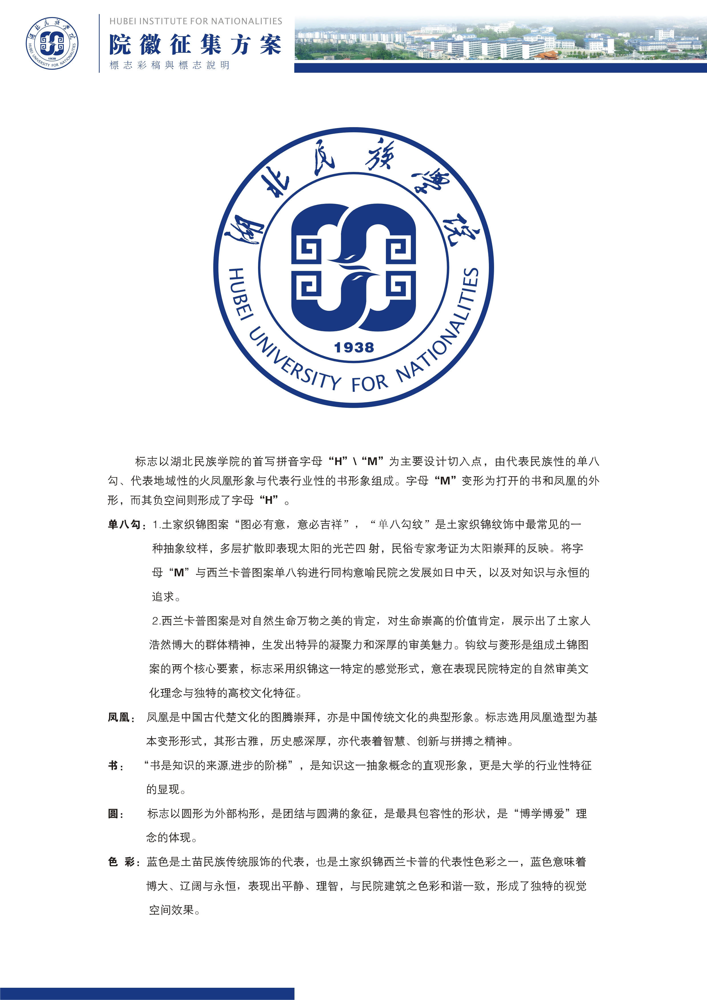 湖北民族學院
HUBEI UNIVERSITY FOR NATIONALITIES
1938
HUBEI INSTITUTE FOR NATIONALITIES
院徽征集方案
標志彩稿與標志說明
湖北民族學院
1938
HUBEI UNIVERSITY FOR NATIONALITIES
标志以湖北民族学院的首写拼音字母“H”\“M”为主要设计切入点，由代表民族性的单八
勾、代表地域性的火凤凰形象与代表行业性的书形象组成。字母“M”变形为打开的书和凤凰的外
形，而其负空间则形成了字母“H”。
单八勾：1.土家织锦图案“图必有意，意必吉祥”，“单八勾纹”是土家织锦纹饰中最常见的一
种抽象纹样，多层扩散即表现太阳的光芒四 射，民俗专家考证为太阳崇拜的反映。将字
母“M”与西兰卡普图案单八钩进行同构意喻民院之发展如日中天，以及对知识与永恒的
追求。
2.西兰卡普图案是对自然生命万物之美的肯定，对生命崇高的价值肯定，展示出了土家人
浩然博大的群体精神，生发出特异的凝聚力和深厚的审美魅力。钩纹与菱形是组成土锦图
案的两个核心要素，标志采用织锦这一特定的感觉形式，意在表现民院特定的自然审美文
化理念与独特的高校文化特征。
凤凰： 凤凰是中国古代楚文化的图腾崇拜，亦是中国传统文化的典型形象。标志选用凤凰造型为基
本变形形式，其形古雅，历史感深厚，亦代表着智慧、创新与拼搏之精神。
书： “书是知识的来源,进步的阶梯”，是知识这一抽象概念的直观形象，更是大学的行业性特征
的显现。
圆： 标志以圆形为外部构形，是团结与圆满的象征，是最具包容性的形状，是“博学博爱”理
念的体现。
色 彩：蓝色是土苗民族传统服饰的代表，也是土家织锦西兰卡普的代表性色彩之一，蓝色意味着
博大、辽阔与永恒，表现出平静、理智，与民院建筑之色彩和谐一致，形成了独特的视觉
空间效果。